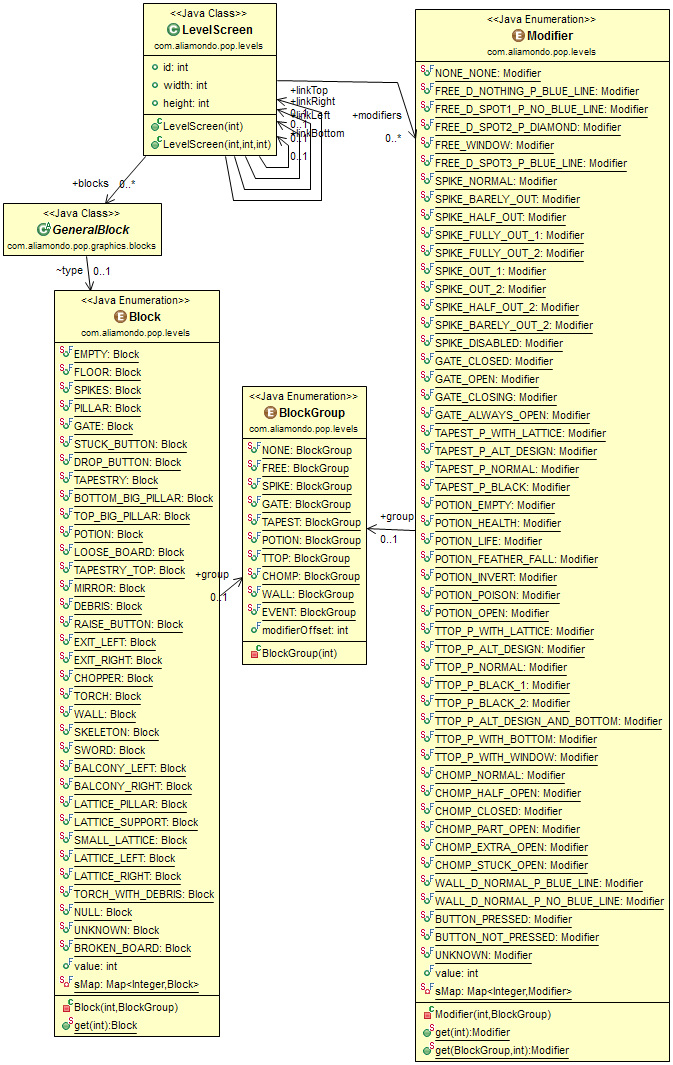 <<Java Class>>
LevelScreen
com.aliamondo.pop.levels
id: int
width: int
height: int
LevelScreen(int)
LevelScreen(int,int,int)
+linkTop
+linkRight
0..1
+linkLeft
0..1
+linkBottom
0..1
0..1
+modifiers
0..*
+blocks
0..*
<<Java Class>>
GeneralBlock
com.aliamondo.pop.graphics.blocks
~type
0..1
<<Java Enumeration>>
Block
com.aliamondo.pop.levels
EMPTY: Block
FLOOR: Block
SPIKES: Block
PILLAR: Block
GATE: Block
STUCK_BUTTON: Block
DROP_BUTTON: Block
TAPESTRY: Block
BOTTOM_BIG_PILLAR: Block
TOP_BIG_PILLAR: Block
POTION: Block
LOOSE_BOARD: Block
TAPESTRY_TOP: Block
MIRROR: Block
DEBRIS: Block
RAISE_BUTTON: Block
EXIT_LEFT: Block
EXIT_RIGHT: Block
CHOPPER: Block
TORCH: Block
WALL: Block
SKELETON: Block
SWORD: Block
BALCONY_LEFT: Block
BALCONY_RIGHT: Block
LATTICE_PILLAR: Block
LATTICE_SUPPORT: Block
SMALL_LATTICE: Block
LATTICE_LEFT: Block
LATTICE_RIGHT: Block
TORCH_WITH_DEBRIS: Block
NULL: Block
UNKNOWN: Block
BROKEN_BOARD: Block
value: int
sMap: Map<Integer,Block>
Block(int,BlockGroup)
get(int):Block
+group
0..1
<<Java Enumeration>>
BlockGroup
com.aliamondo.pop.levels
NONE: BlockGroup
FREE: BlockGroup
SPIKE: BlockGroup
GATE: BlockGroup
TAPEST: BlockGroup
POTION: BlockGroup
TTOP: BlockGroup
CHOMP: BlockGroup
WALL: BlockGroup
EVENT: BlockGroup
modifierOffset: int
BlockGroup(int)
+group
0..1
<<Java Enumeration>>
Modifier
com.aliamondo.pop.levels
NONE_NONE: Modifier
FREE_D_NOTHING_P_BLUE_LINE: Modifier
FREE_D_SPOT1_P_NO_BLUE_LINE: Modifier
FREE_D_SPOT2_P_DIAMOND: Modifier
FREE_WINDOW: Modifier
FREE_D_SPOT3_P_BLUE_LINE: Modifier
SPIKE_NORMAL: Modifier
SPIKE_BARELY_OUT: Modifier
SPIKE_HALF_OUT: Modifier
SPIKE_FULLY_OUT_1: Modifier
SPIKE_FULLY_OUT_2: Modifier
SPIKE_OUT_1: Modifier
SPIKE_OUT_2: Modifier
SPIKE_HALF_OUT_2: Modifier
SPIKE_BARELY_OUT_2: Modifier
SPIKE_DISABLED: Modifier
GATE_CLOSED: Modifier
GATE_OPEN: Modifier
GATE_CLOSING: Modifier
GATE_ALWAYS_OPEN: Modifier
TAPEST_P_WITH_LATTICE: Modifier
TAPEST_P_ALT_DESIGN: Modifier
TAPEST_P_NORMAL: Modifier
TAPEST_P_BLACK: Modifier
POTION_EMPTY: Modifier
POTION_HEALTH: Modifier
POTION_LIFE: Modifier
POTION_FEATHER_FALL: Modifier
POTION_INVERT: Modifier
POTION_POISON: Modifier
POTION_OPEN: Modifier
TTOP_P_WITH_LATTICE: Modifier
TTOP_P_ALT_DESIGN: Modifier
TTOP_P_NORMAL: Modifier
TTOP_P_BLACK_1: Modifier
TTOP_P_BLACK_2: Modifier
TTOP_P_ALT_DESIGN_AND_BOTTOM: Modifier
TTOP_P_WITH_BOTTOM: Modifier
TTOP_P_WITH_WINDOW: Modifier
CHOMP_NORMAL: Modifier
CHOMP_HALF_OPEN: Modifier
CHOMP_CLOSED: Modifier
CHOMP_PART_OPEN: Modifier
CHOMP_EXTRA_OPEN: Modifier
CHOMP_STUCK_OPEN: Modifier
WALL_D_NORMAL_P_BLUE_LINE: Modifier
WALL_D_NORMAL_P_NO_BLUE_LINE: Modifier
BUTTON_PRESSED: Modifier
BUTTON_NOT_PRESSED: Modifier
UNKNOWN: Modifier
value: int
sMap: Map<Integer,Modifier>
Modifier(int,BlockGroup)
get(int):Modifier
get(BlockGroup,int):Modifier